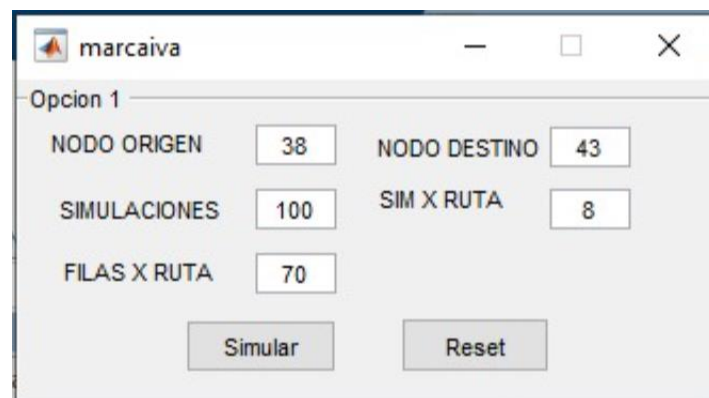 marcaiva
Opcion 1
NODO ORIGEN 38 NODO DESTINO 43
SIMULACIONES 100 SIM X RUTA 8
FILAS X RUTA 70
Simular Reset